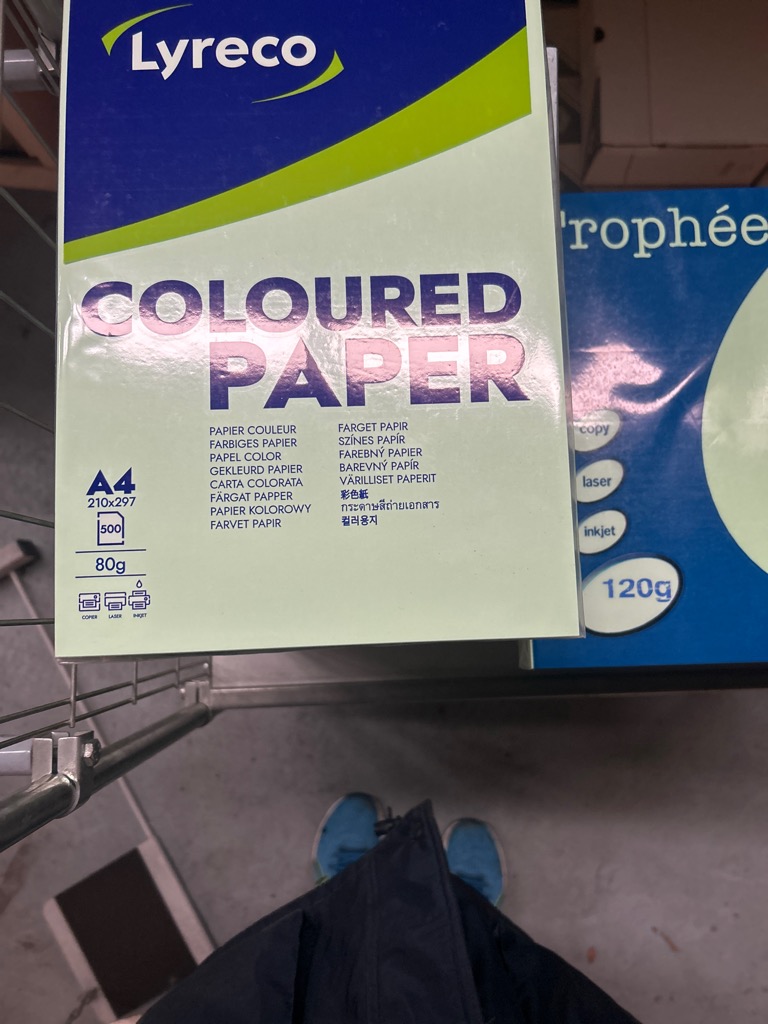 Lyreco
COLOURED
PAPER
PAPIER COULEUR
FARBIGES PAPIER
PAPEL COLOR
GEKLEURD PAPIER
CARTA COLORATA
FÄRGAT PAPPER
PAPIER KOLOROWY
FARVET PAPIR
FARGET PAPIR
SZÍNES PAPÍR
FAREBNÝ PAPIER
BAREVNÝ PAPÍR
VÄRILLISET PAPERIT
彩色紙
กระดาษสีถ่ายเอกสาร
컬러용지
A4
210x297
500
80g
COPIER LASER INKJET
Trophée
copy
laser
inkjet
120g